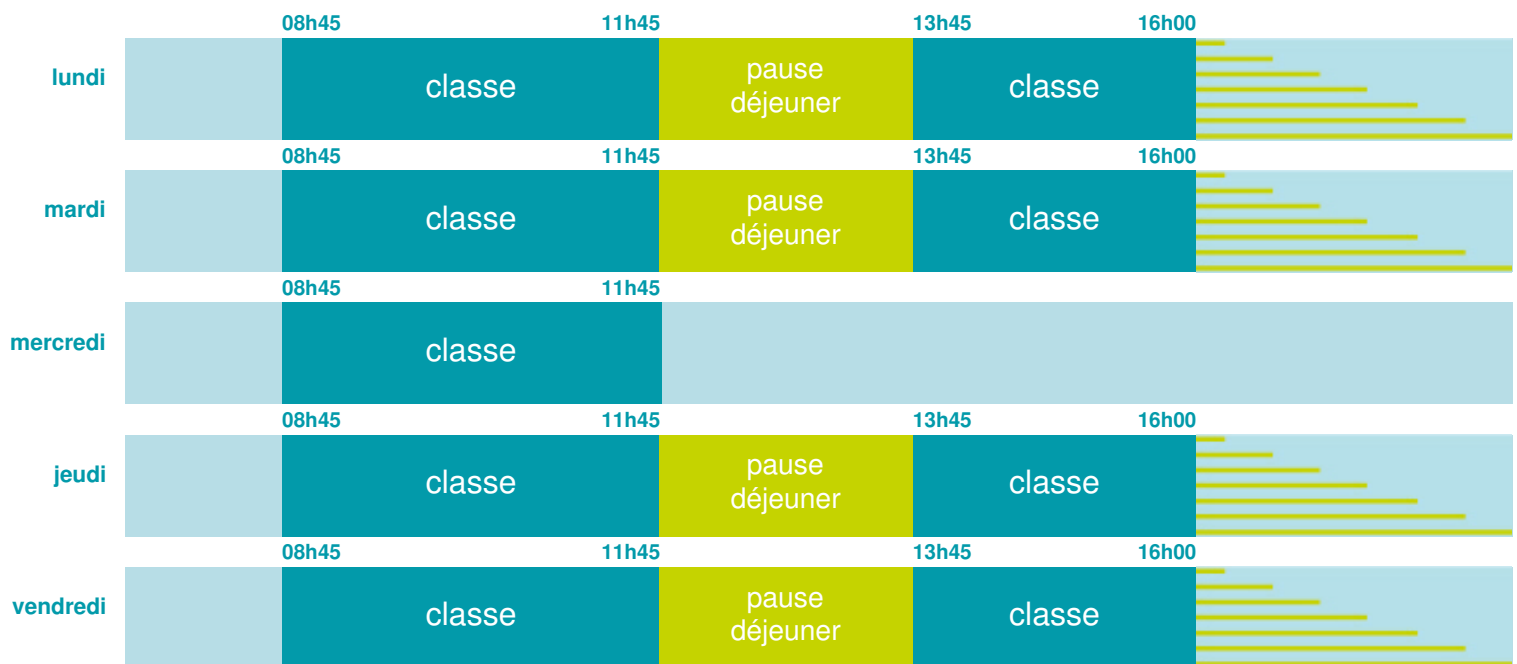 08h45 11h45 13h45 16h00
lundi classe pause déjeuner classe
08h45 11h45 13h45 16h00
mardi classe pause déjeuner classe
08h45 11h45
mercredi classe
08h45 11h45 13h45 16h00
jeudi classe pause déjeuner classe
08h45 11h45 13h45 16h00
vendredi classe pause déjeuner classe